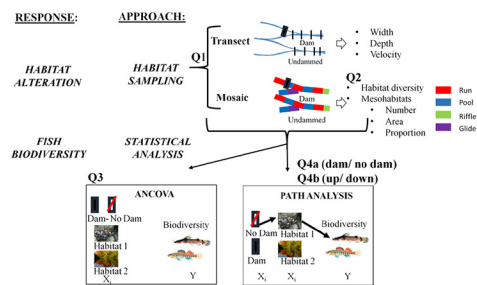 RESPONSE:
APPROACH:
HABITAT
ALTERATION
HABITAT
SAMPLING
Q1
Transect
Dam
Undammed
• Width
• Depth
• Velocity
Mosaic
Dam
Undammed
Q2
• Habitat diversity
• Mesohabitats
• Number
• Area
• Proportion
Run
Pool
Riffle
Glide
FISH
BIODIVERSITY
STATISTICAL
ANALYSIS
Q3
Q4a (dam/ no dam)
Q4b (up/ down)
ANCOVA
Dam- No Dam
Habitat 1
Habitat 2
Xi
Biodiversity
Y
PATH ANALYSIS
No Dam
Dam
Habitat 1
Habitat 2
Biodiversity
Xi
Xi
Y